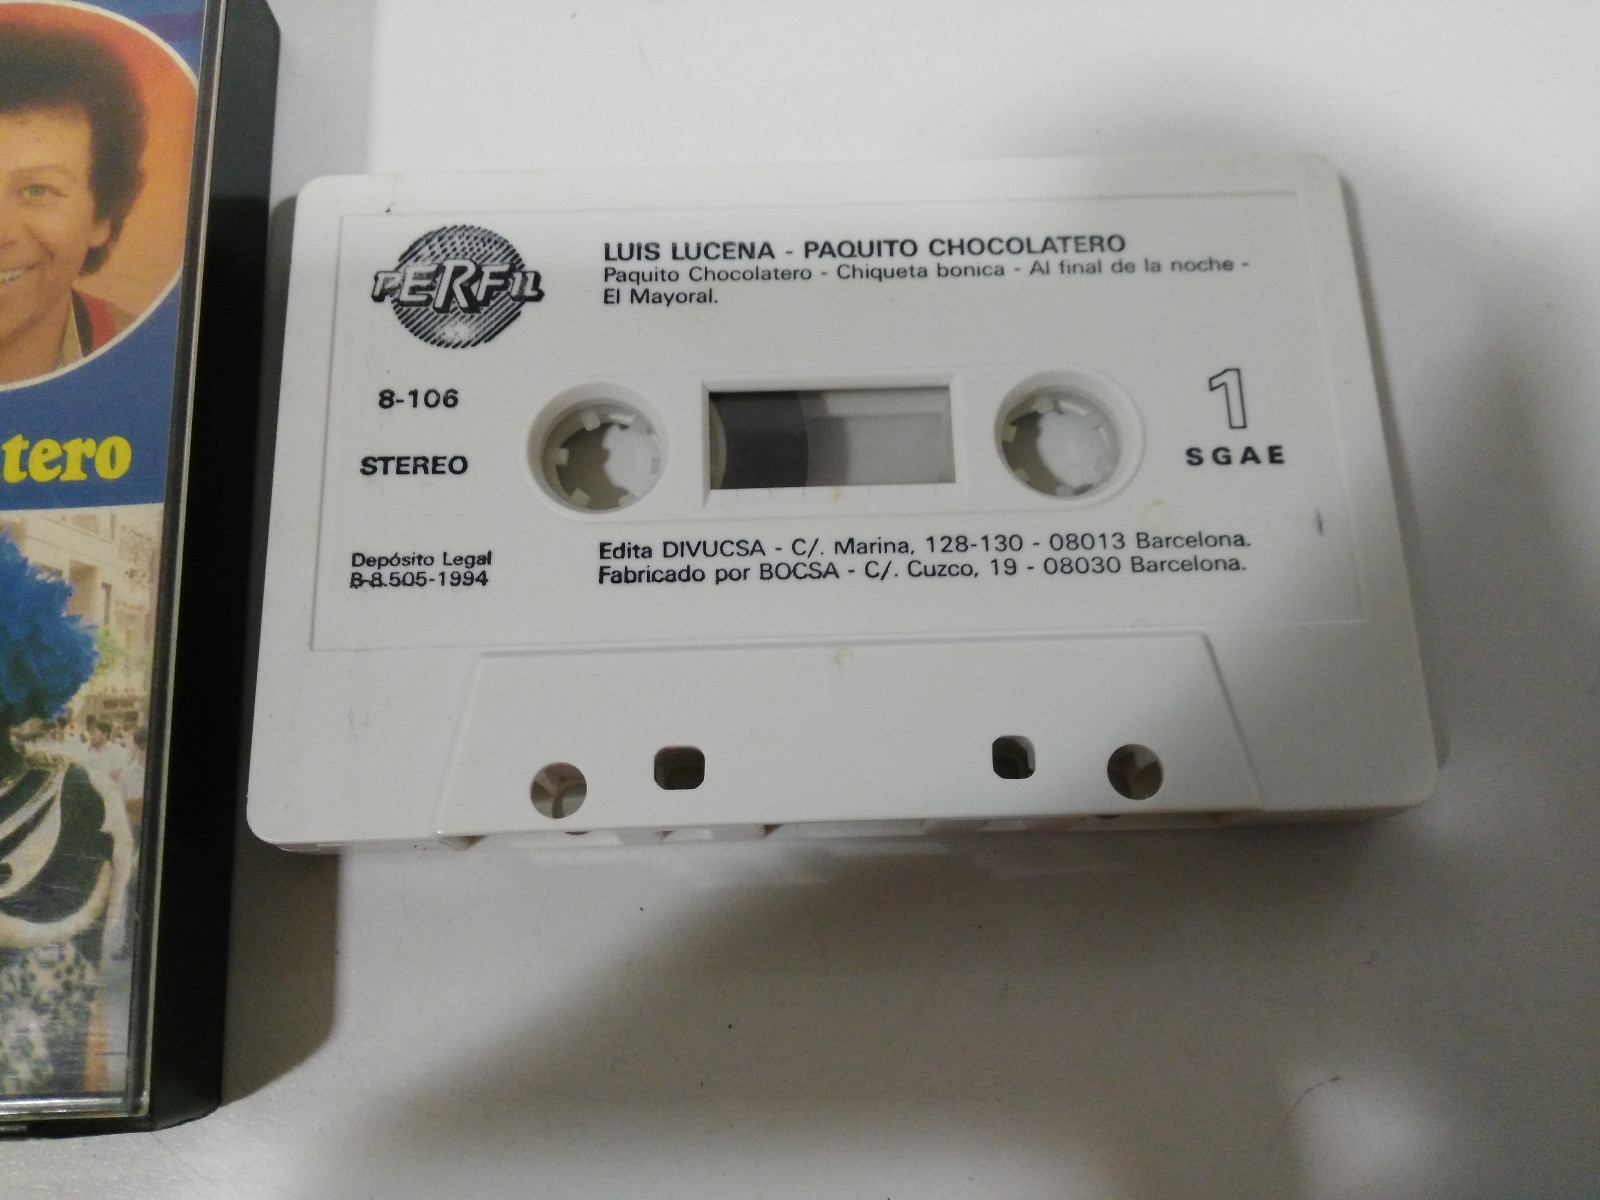 tero
PERFIL
LUIS LUCENA - PAQUITO CHOCOLATERO
Paquito Chocolatero - Chiqueta bonica - Al final de la noche -
El Mayoral.
8-106
STEREO
1
SGAE
Depósito Legal
B-8.505-1994
Edita DIVUCSA - C/. Marina, 128-130 - 08013 Barcelona.
Fabricado por BOCSA - C/. Cuzco, 19 - 08030 Barcelona.